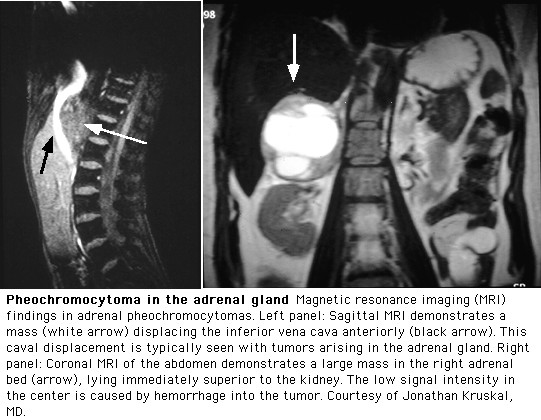 98
Pheochromocytoma in the adrenal gland Magnetic resonance imaging (MRI)
findings in adrenal pheochromocytomas. Left panel: Sagittal MRI demonstrates
a mass (white arrow) displacing the inferior vena cava anteriorly (black arrow). This
caval displacement is typically seen with tumors arising in the adrenal gland. Right
panel: Coronal MRI of the abdomen demonstrates a large mass in the right adrenal
bed (arrow), lying immediately superior to the kidney. The low signal intensity in
the center is caused by hemorrhage into the tumor. Courtesy of Jonathan Kruskal,
MD.